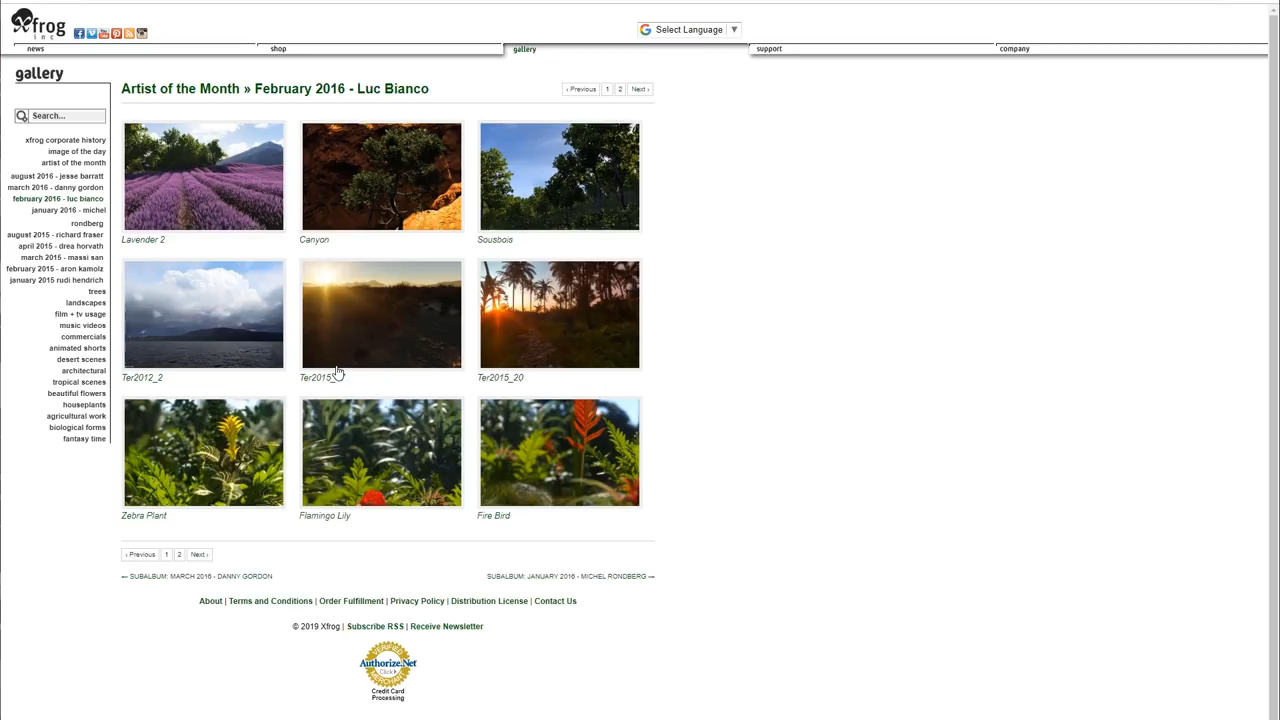 xfrog
inc
Select Language ▼
news
shop
gallery
support
company
gallery
Artist of the Month » February 2016 - Luc Bianco
‹ Previous 1 2 Next ›
Search...
xfrog corporate history
image of the day
artist of the month
august 2016 - jesse barratt
march 2016 - danny gordon
february 2016 - luc bianco
january 2016 - michel
rondberg
august 2015 - richard fraser
april 2015 - drea horvath
march 2015 - massi san
february 2015 - aron kamolz
january 2015 rudi hendrich
trees
landscapes
film + tv usage
music videos
commercials
animated shorts
desert scenes
architectural
tropical scenes
beautiful flowers
houseplants
agricultural work
biological forms
fantasy time
Lavender 2
Canyon
Sousbois
Ter2012_2
Ter2015_
Ter2015_20
Zebra Plant
Flamingo Lily
Fire Bird
‹ Previous 1 2 Next ›
← SUBALBUM: MARCH 2016 - DANNY GORDON
SUBALBUM: JANUARY 2016 - MICHEL RONDBERG →
About | Terms and Conditions | Order Fulfillment | Privacy Policy | Distribution License | Contact Us
© 2019 Xfrog | Subscribe RSS | Receive Newsletter
VERIFIED
Authorize.Net
Click
MERCHANT
Credit Card
Processing